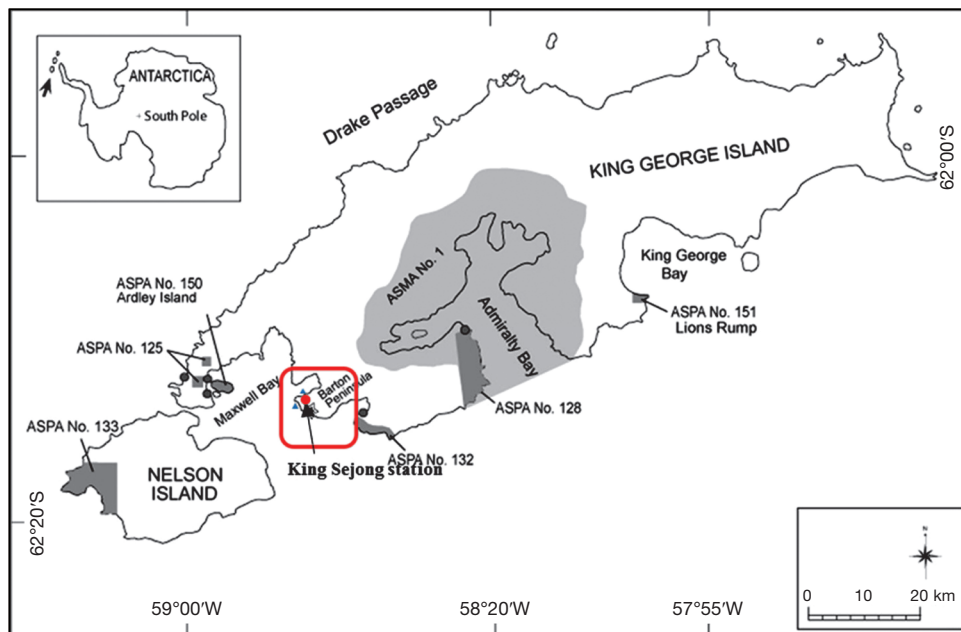 ANTARCTICA
South Pole
Drake Passage
KING GEORGE ISLAND
62°00′S
King George
Bay
ASMA No. 1
ASPA No. 150
Ardley Island
Admiralty Bay
ASPA No. 151
Lions Rump
ASPA No. 125
Maxwell Bay
Barton
Peninsula
ASPA No. 128
ASPA No. 133
ASPA No. 132
King Sejong station
NELSON
ISLAND
62°20′S
N
0 10 20 km
59°00′W
58°20′W
57°55′W